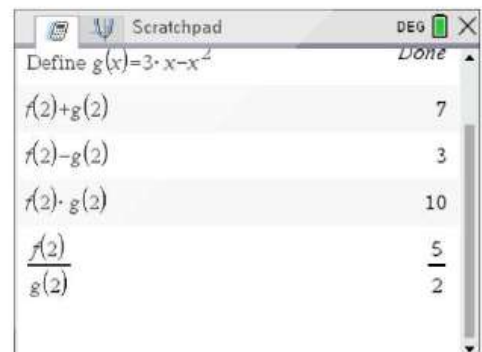 Scratchpad DEG
Define g(x)=3·x−x² Done
f(2)+g(2) 7
f(2)−g(2) 3
f(2)·g(2) 10
f(2) 5
g(2) 2